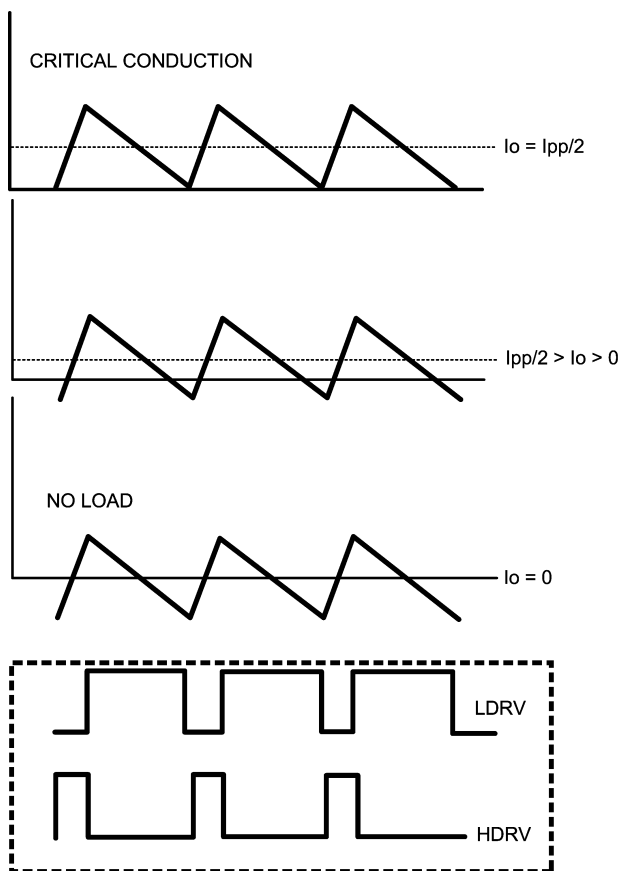 CRITICAL CONDUCTION
Io = Ipp/2
Ipp/2 > Io > 0
NO LOAD
Io = 0
LDRV
HDRV